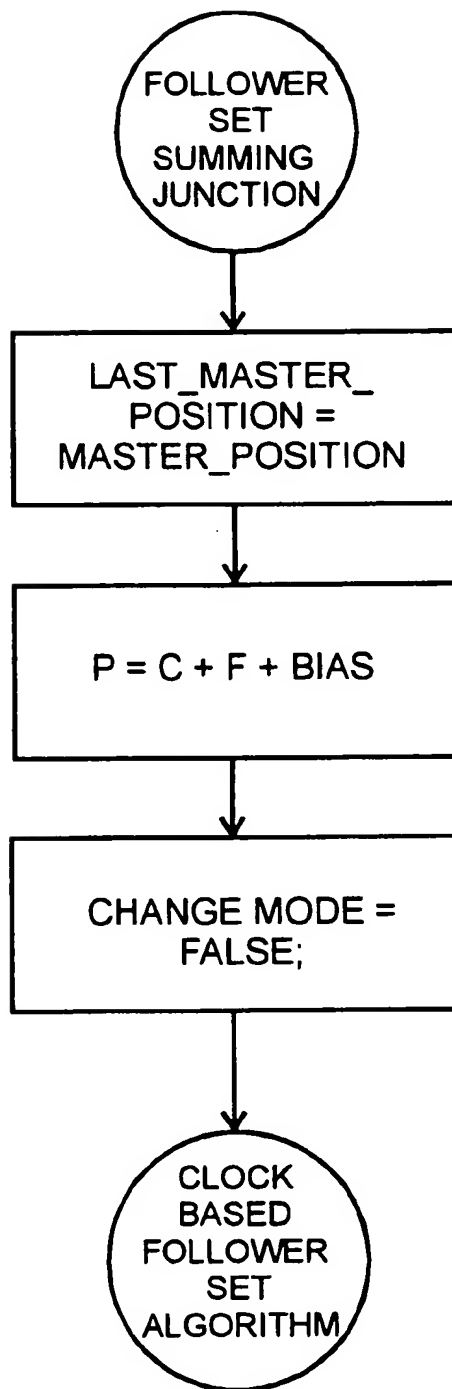 FOLLOWER
SET
SUMMING
JUNCTION
LAST_MASTER_
POSITION =
MASTER_POSITION
P = C + F + BIAS
CHANGE MODE =
FALSE;
CLOCK
BASED
FOLLOWER
SET
ALGORITHM